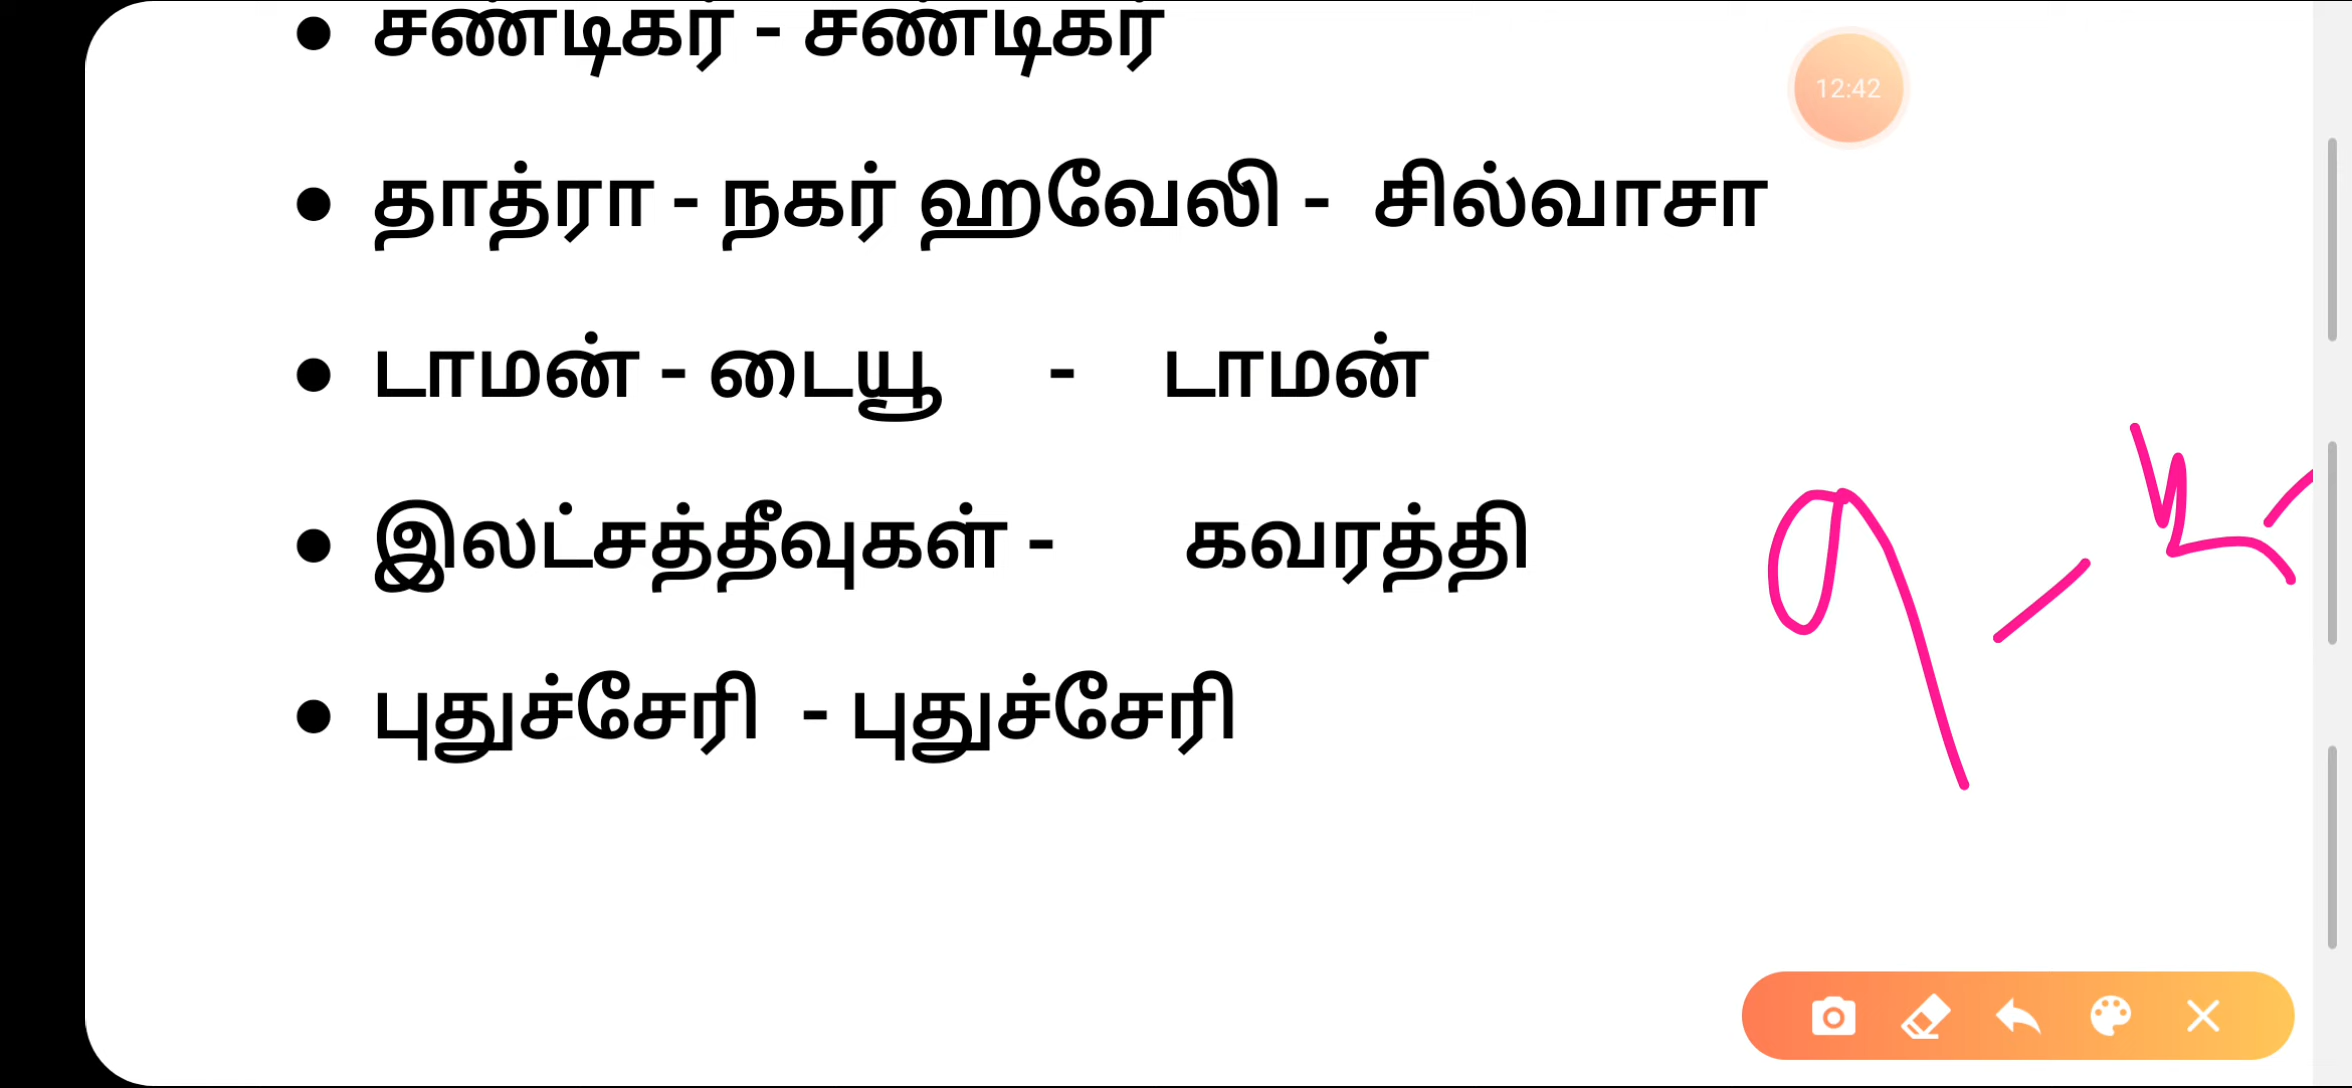 • சண்டிகர் - சண்டிகர்
12:42
• தாத்ரா - நகர் ஹவேலி - சில்வாசா
• டாமன் - டையூ - டாமன்
• இலட்சத்தீவுகள் - கவரத்தி
• புதுச்சேரி - புதுச்சேரி